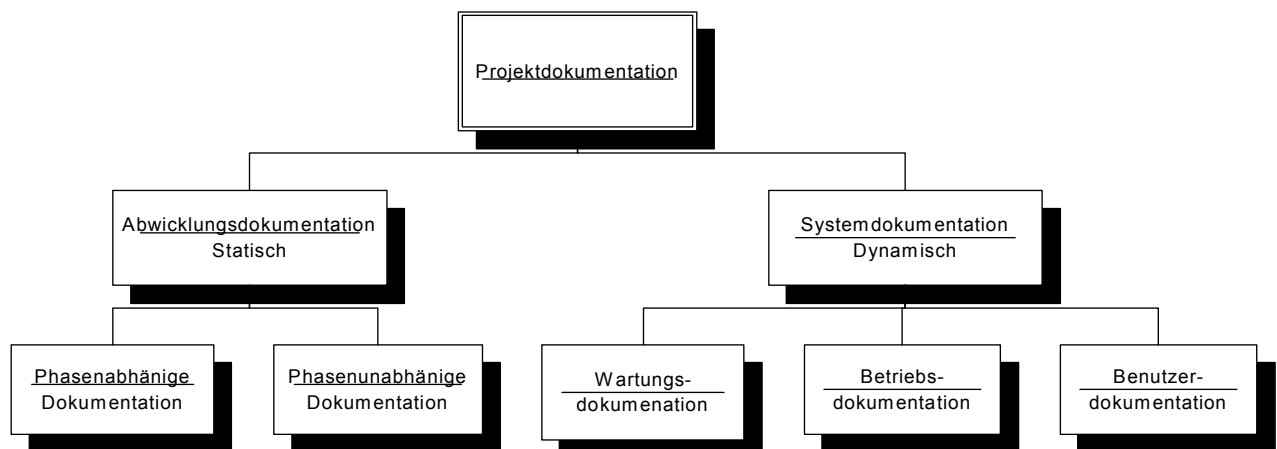 Projektdokumentation
Abwicklungsdokumentation
Statisch
Systemdokumentation
Dynamisch
Phasenabhänige
Dokumentation
Phasenunabhänige
Dokumentation
Wartungs-
dokumenation
Betriebs-
dokumentation
Benutzer-
dokumentation